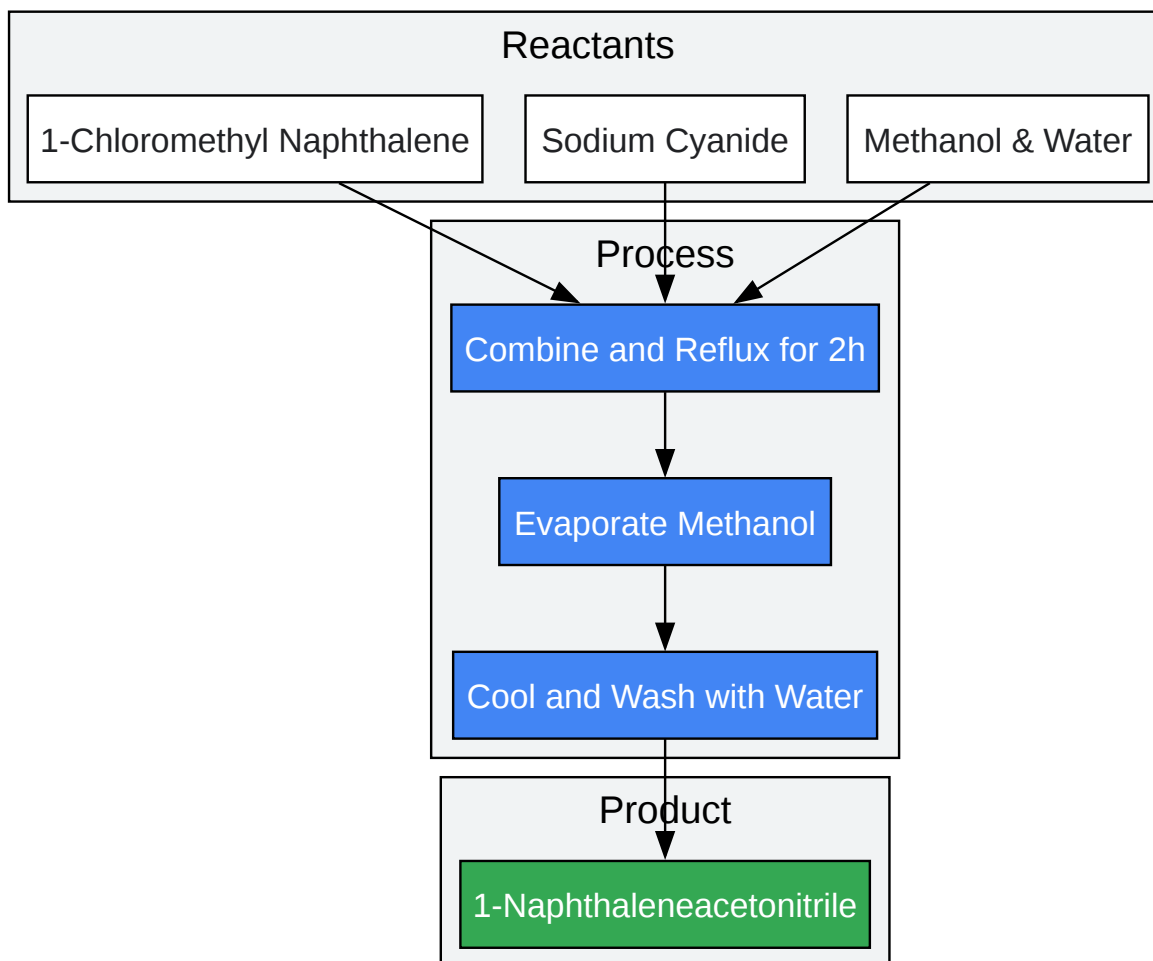 Reactants
1-Chloromethyl Naphthalene
Sodium Cyanide
Methanol & Water
Process
Combine and Reflux for 2h
Evaporate Methanol
Cool and Wash with Water
Product
1-Naphthaleneacetonitrile